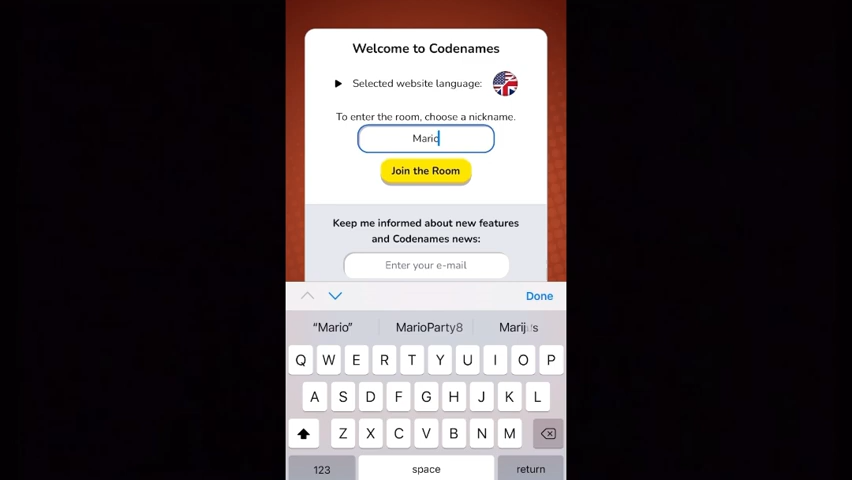 Welcome to Codenames
Selected website language:
To enter the room, choose a nickname.
Mario
Join the Room
Keep me informed about new features
and Codenames news:
Enter your e-mail
Done
“Mario” MarioParty8
Q W E R T Y U I O P
A S D F G H J K L
Z X C V B N M
123 space return